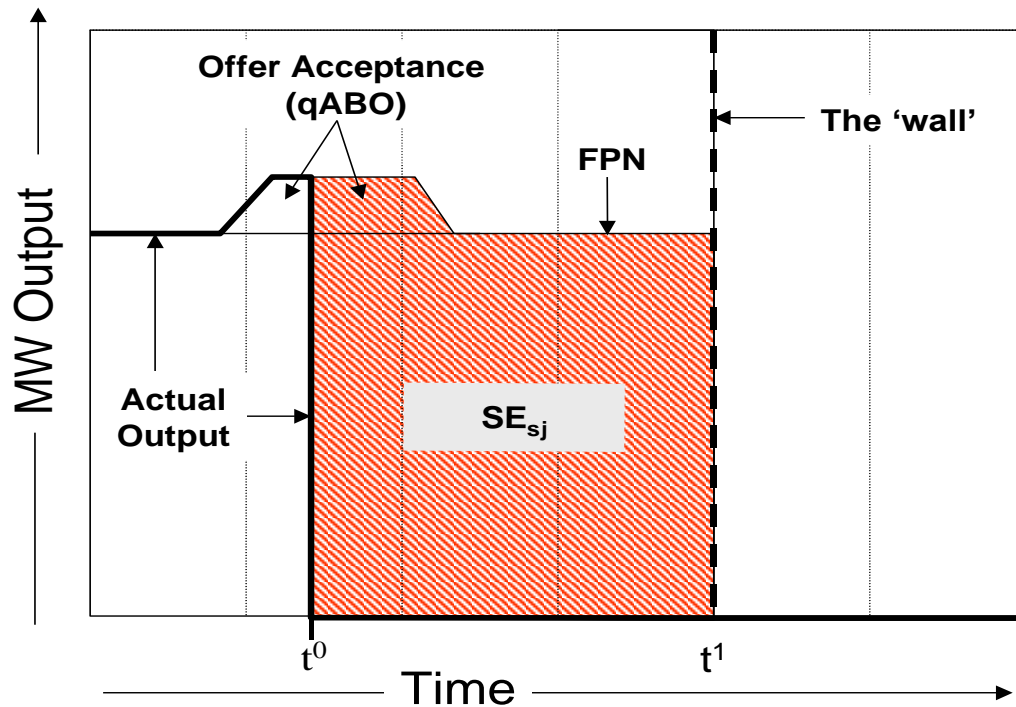 Offer Acceptance
(qABO)
The ‘wall’
FPN
MW Output
Actual
Output
SEsj
t⁰
t¹
Time